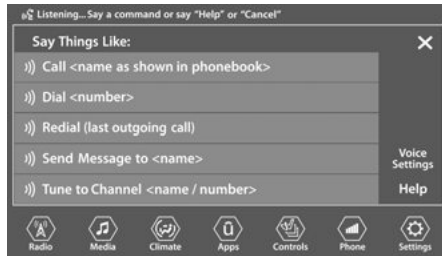 Listening... Say a command or say "Help" or "Cancel"
Say Things Like:
Call <name as shown in phonebook>
Dial <number>
Redial (last outgoing call)
Send Message to <name>
Tune to Channel <name / number>
Voice
Settings
Help
Radio
Media
Climate
Apps
Controls
Phone
Settings